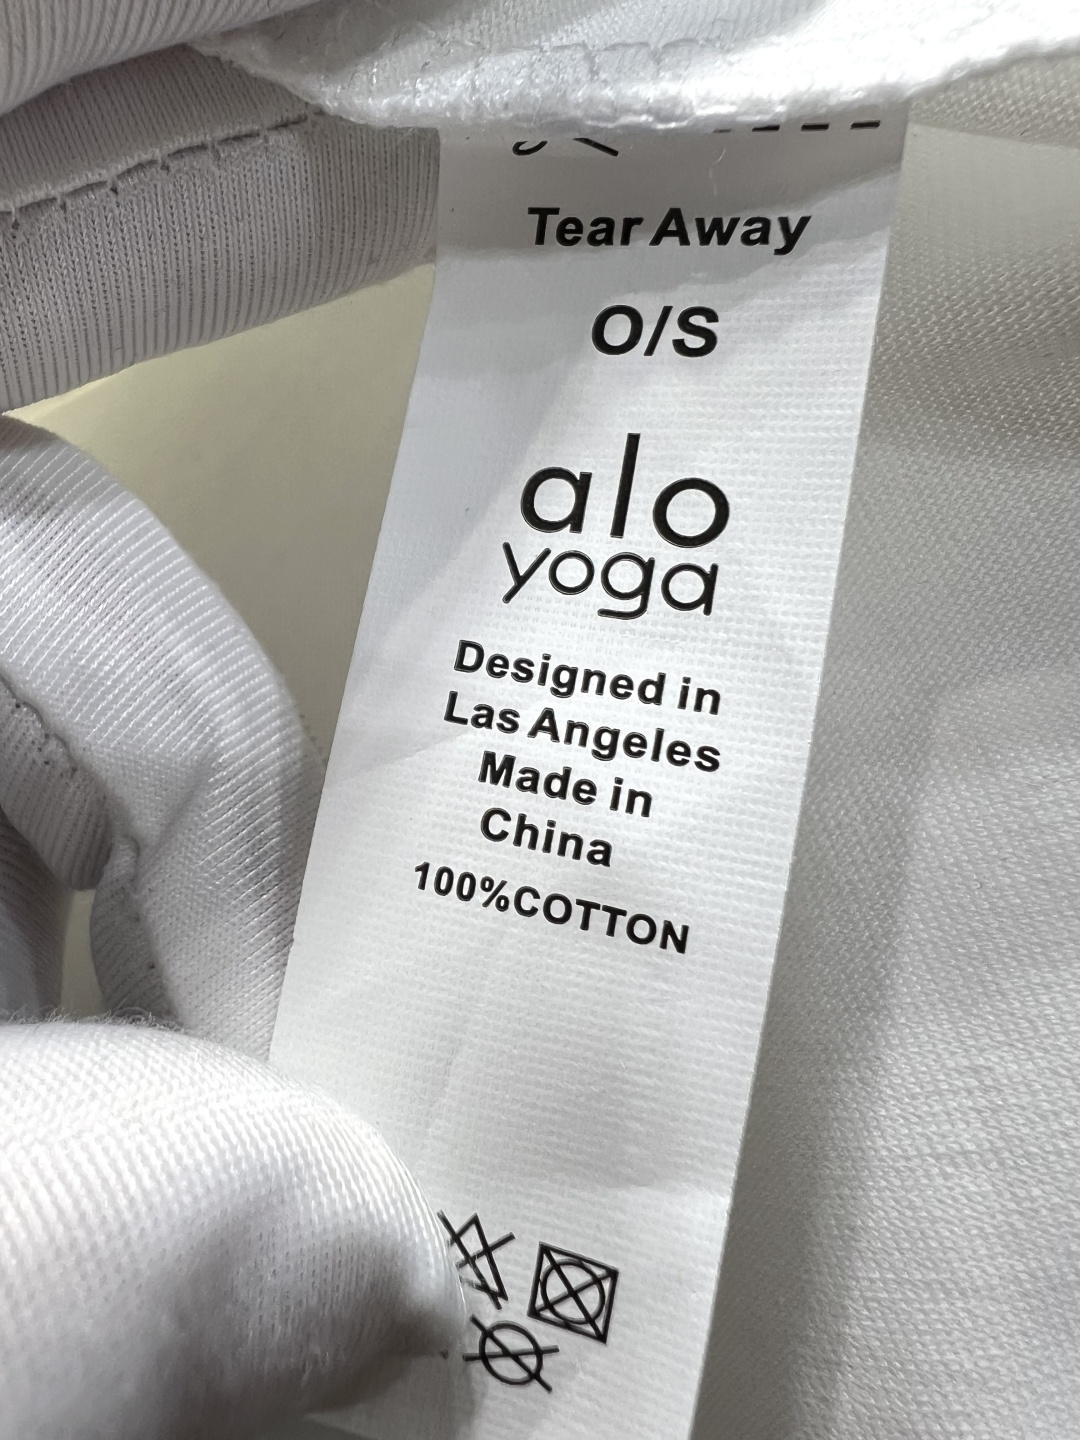 Tear Away
O/S
alo
yoga
Designed in
Las Angeles
Made in
China
100%COTTON